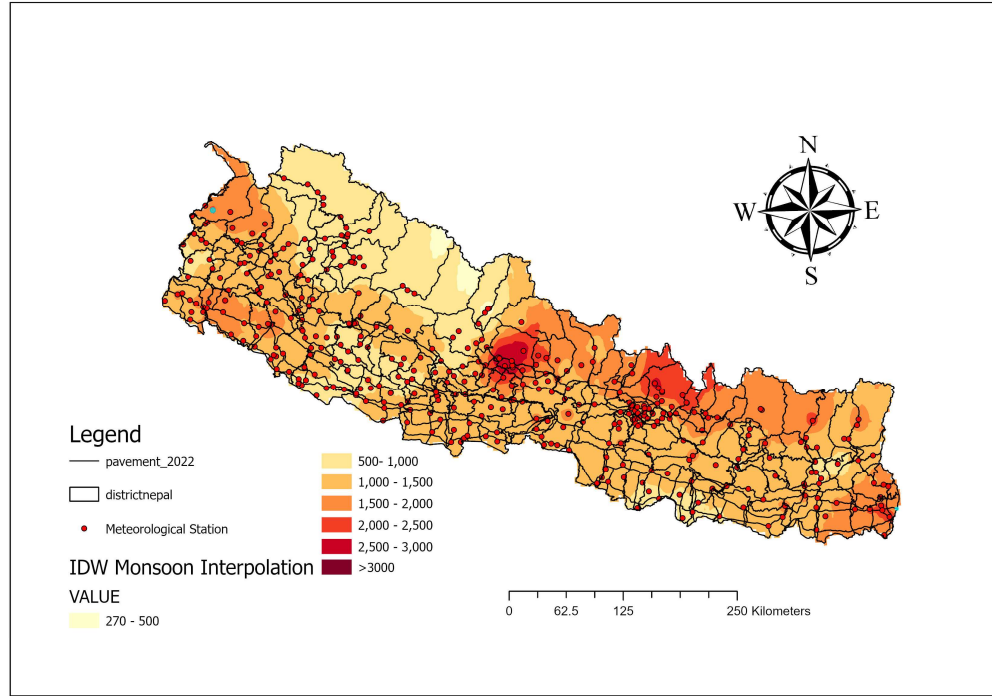 N
W E
S
Legend
pavement_2022
districtnepal
Meteorological Station
IDW Monsoon Interpolation
VALUE
270 - 500
500- 1,000
1,000 - 1,500
1,500 - 2,000
2,000 - 2,500
2,500 - 3,000
>3000
0 62.5 125 250 Kilometers